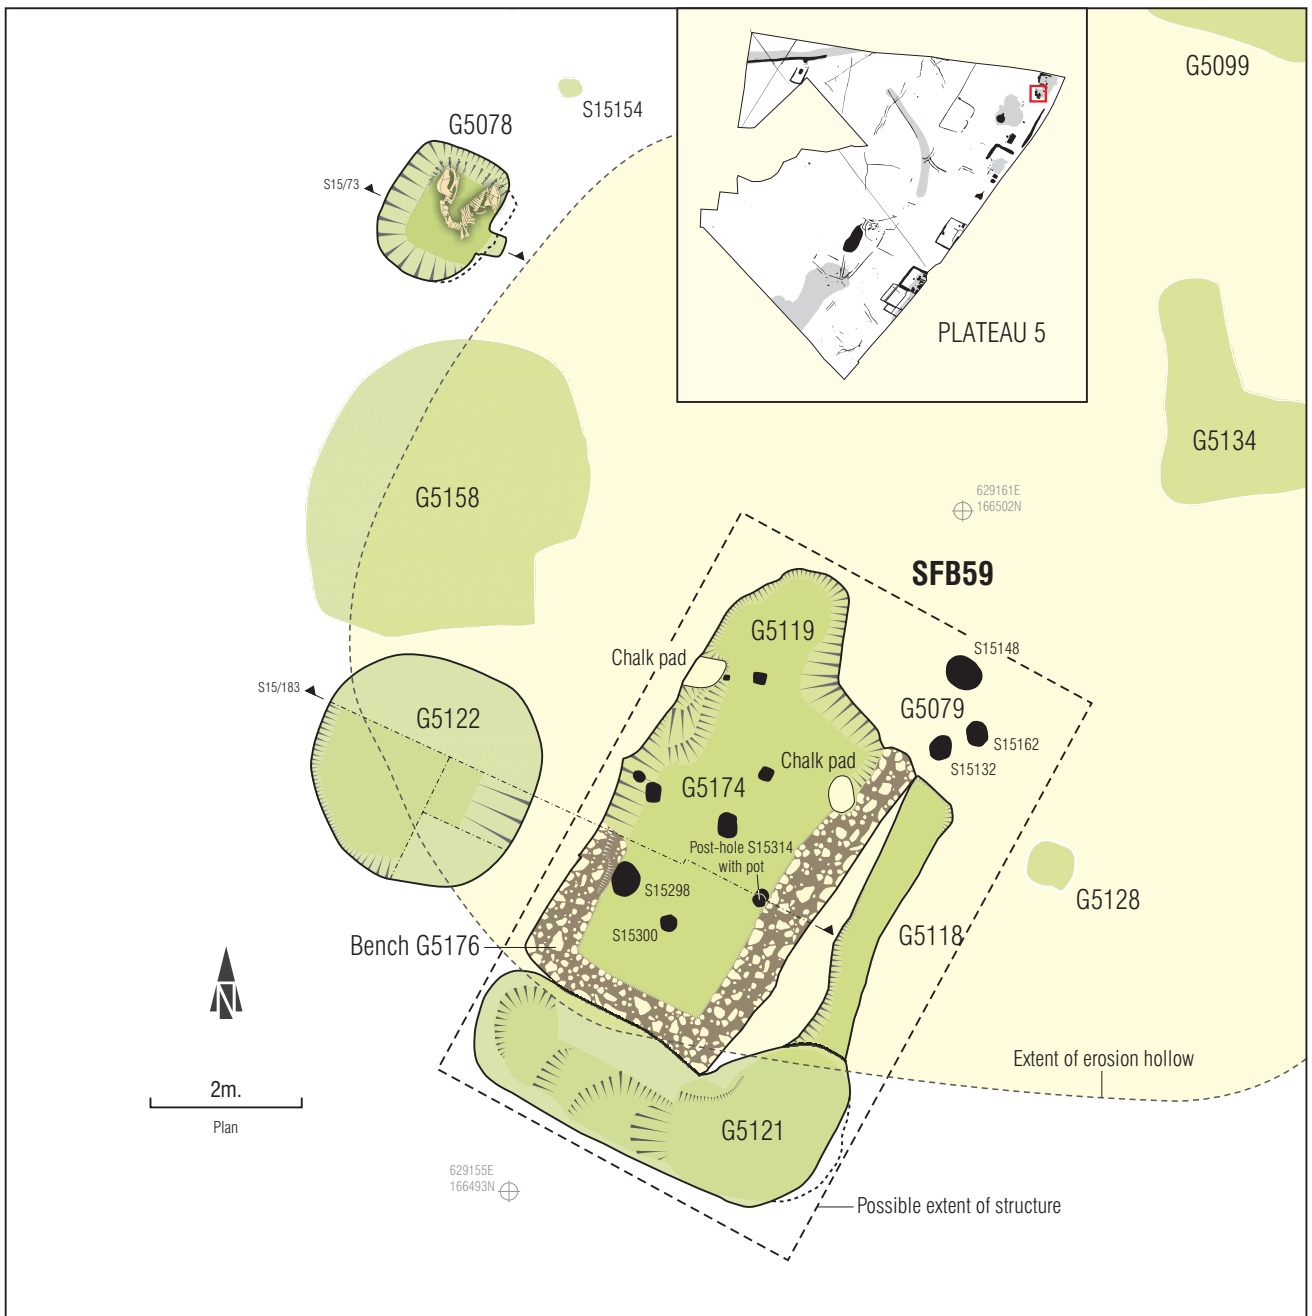 G5099
S15154
G5078
S15/73
PLATEAU 5
G5134
G5158
629161E
166502N
SFB59
G5119
S15148
Chalk pad
S15/183
G5079
G5122
S15162
S15132
Chalk pad
G5174
Post-hole S15314
with pot
S15298
G5128
S15300
G5118
Bench G5176
N
Extent of erosion hollow
2m.
Plan
G5121
629155E
166493N
Possible extent of structure